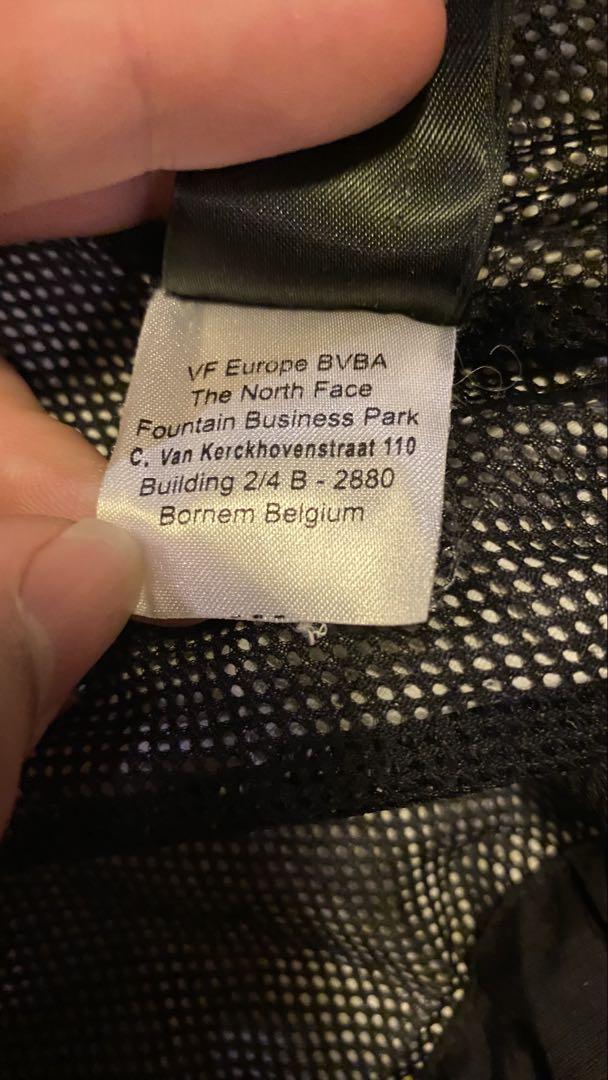 VF Europe BVBA
The North Face
Fountain Business Park
C. Van Kerckhovenstraat 110
Building 2/4 B - 2880
Bornem Belgium